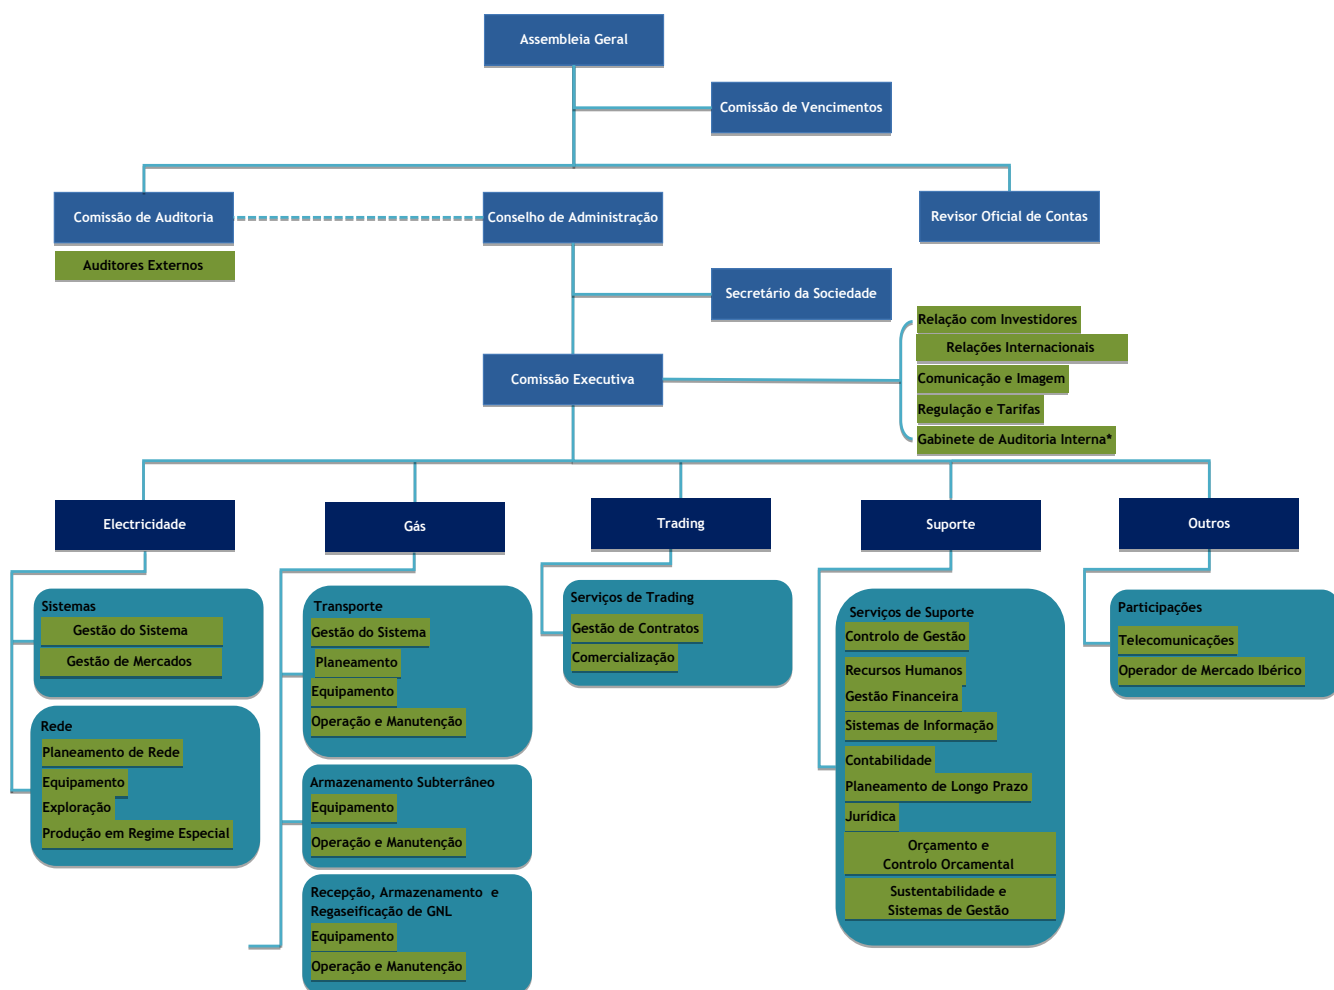 Assembleia Geral
Comissão de Vencimentos
Comissão de Auditoria
Conselho de Administração
Revisor Oficial de Contas
Auditores Externos
Secretário da Sociedade
Comissão Executiva
Relação com Investidores
Relações Internacionais
Comunicação e Imagem
Regulação e Tarifas
Gabinete de Auditoria Interna*
Electricidade
Gás
Trading
Suporte
Outros
Sistemas
Gestão do Sistema
Gestão de Mercados
Rede
Planeamento de Rede
Equipamento
Exploração
Produção em Regime Especial
Transporte
Gestão do Sistema
Planeamento
Equipamento
Operação e Manutenção
Armazenamento Subterrâneo
Equipamento
Operação e Manutenção
Recepção, Armazenamento e
Regaseificação de GNL
Equipamento
Operação e Manutenção
Serviços de Trading
Gestão de Contratos
Comercialização
Serviços de Suporte
Controlo de Gestão
Recursos Humanos
Gestão Financeira
Sistemas de Informação
Contabilidade
Planeamento de Longo Prazo
Jurídica
Orçamento e
Controlo Orcamental
Sustentabilidade e
Sistemas de Gestão
Participações
Telecomunicações
Operador de Mercado Ibérico